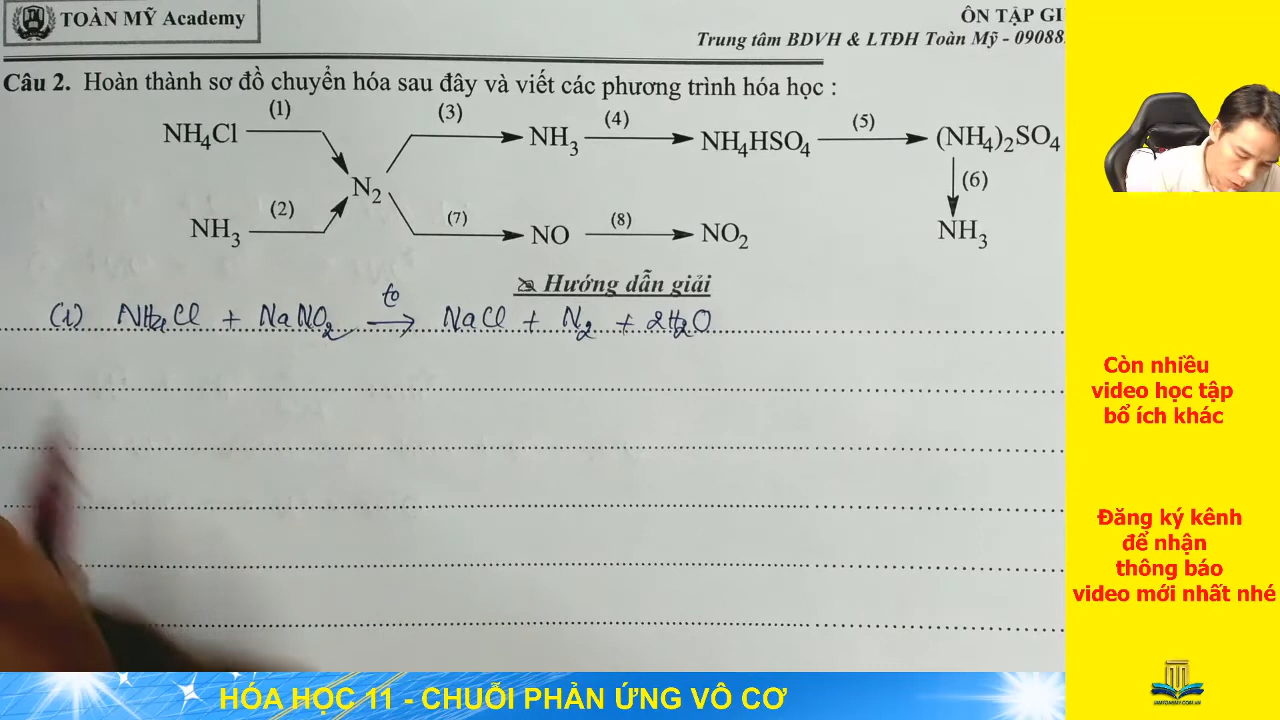 TOÀN MỸ Academy
ÔN TẬP GI
Trung tâm BDVH & LTĐH Toàn Mỹ - 09088
Câu 2. Hoàn thành sơ đồ chuyển hóa sau đây và viết các phương trình hóa học :
(1) (3) (4) (5)
NH₄Cl NH₃ NH₄HSO₄ (NH₄)₂SO₄
N₂ (6)
(2) (7) (8)
NH₃ NO NO₂ NH₃
Hướng dẫn giải
(1) NH₄Cl + NaNO₂ →(t°) NaCl + N₂ + 2H₂O
Còn nhiều
video học tập
bổ ích khác
Đăng ký kênh
để nhận
thông báo
video mới nhất nhé
HÓA HỌC 11 - CHUỖI PHẢN ỨNG VÔ CƠ